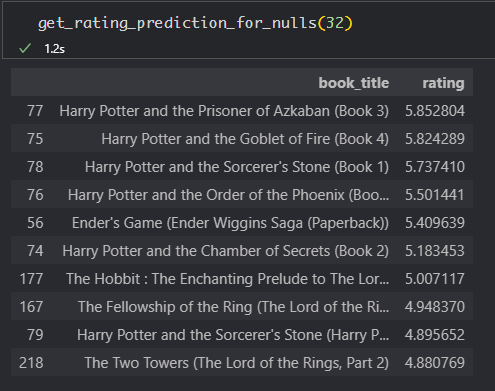 get_rating_prediction_for_nulls(32)
1.2s
book_title rating
77 Harry Potter and the Prisoner of Azkaban (Book 3) 5.852804
75 Harry Potter and the Goblet of Fire (Book 4) 5.824289
78 Harry Potter and the Sorcerer's Stone (Book 1) 5.737410
76 Harry Potter and the Order of the Phoenix (Boo... 5.501441
56 Ender's Game (Ender Wiggins Saga (Paperback)) 5.409639
74 Harry Potter and the Chamber of Secrets (Book 2) 5.183453
177 The Hobbit : The Enchanting Prelude to The Lor... 5.007117
167 The Fellowship of the Ring (The Lord of the Ri... 4.948370
79 Harry Potter and the Sorcerer's Stone (Harry P... 4.895652
218 The Two Towers (The Lord of the Rings, Part 2) 4.880769